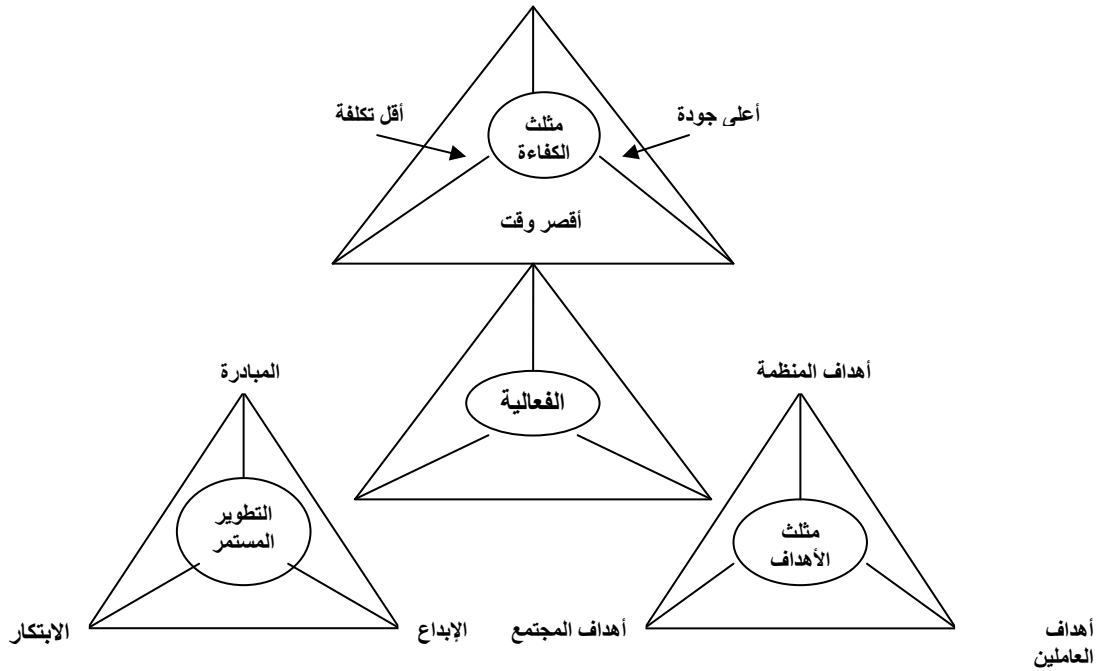 أعلى جودة
أقل تكلفة
مثلث
الكفاءة
أقصر وقت
أهداف المنظمة
المبادرة
الفعالية
مثلث
الأهداف
التطوير
المستمر
أهداف
العاملين
أهداف المجتمع
الإبداع
الابتكار